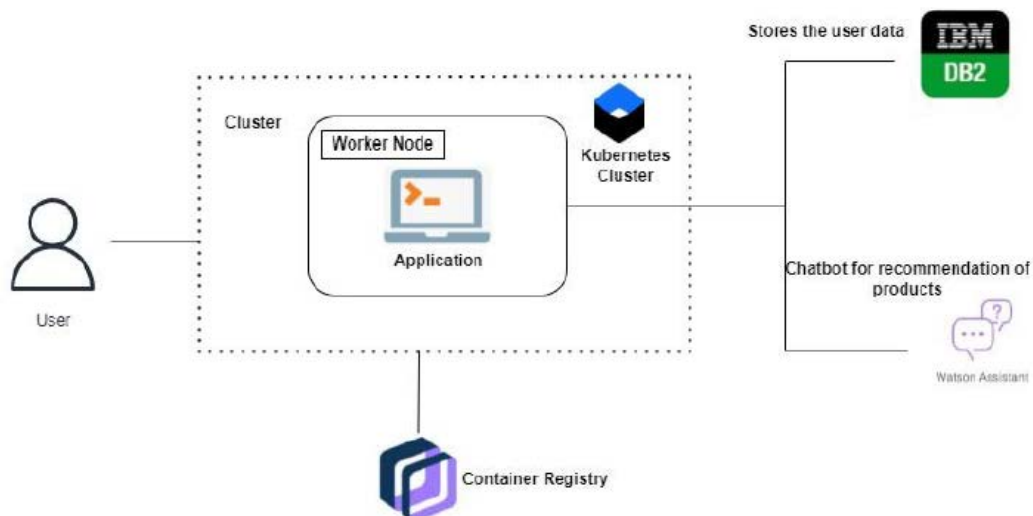 Stores the user data
IBM
DB2
Cluster
Worker Node
Kubernetes
Cluster
Application
User
Chatbot for recommendation of
products
?
Watson Assistant
Container Registry